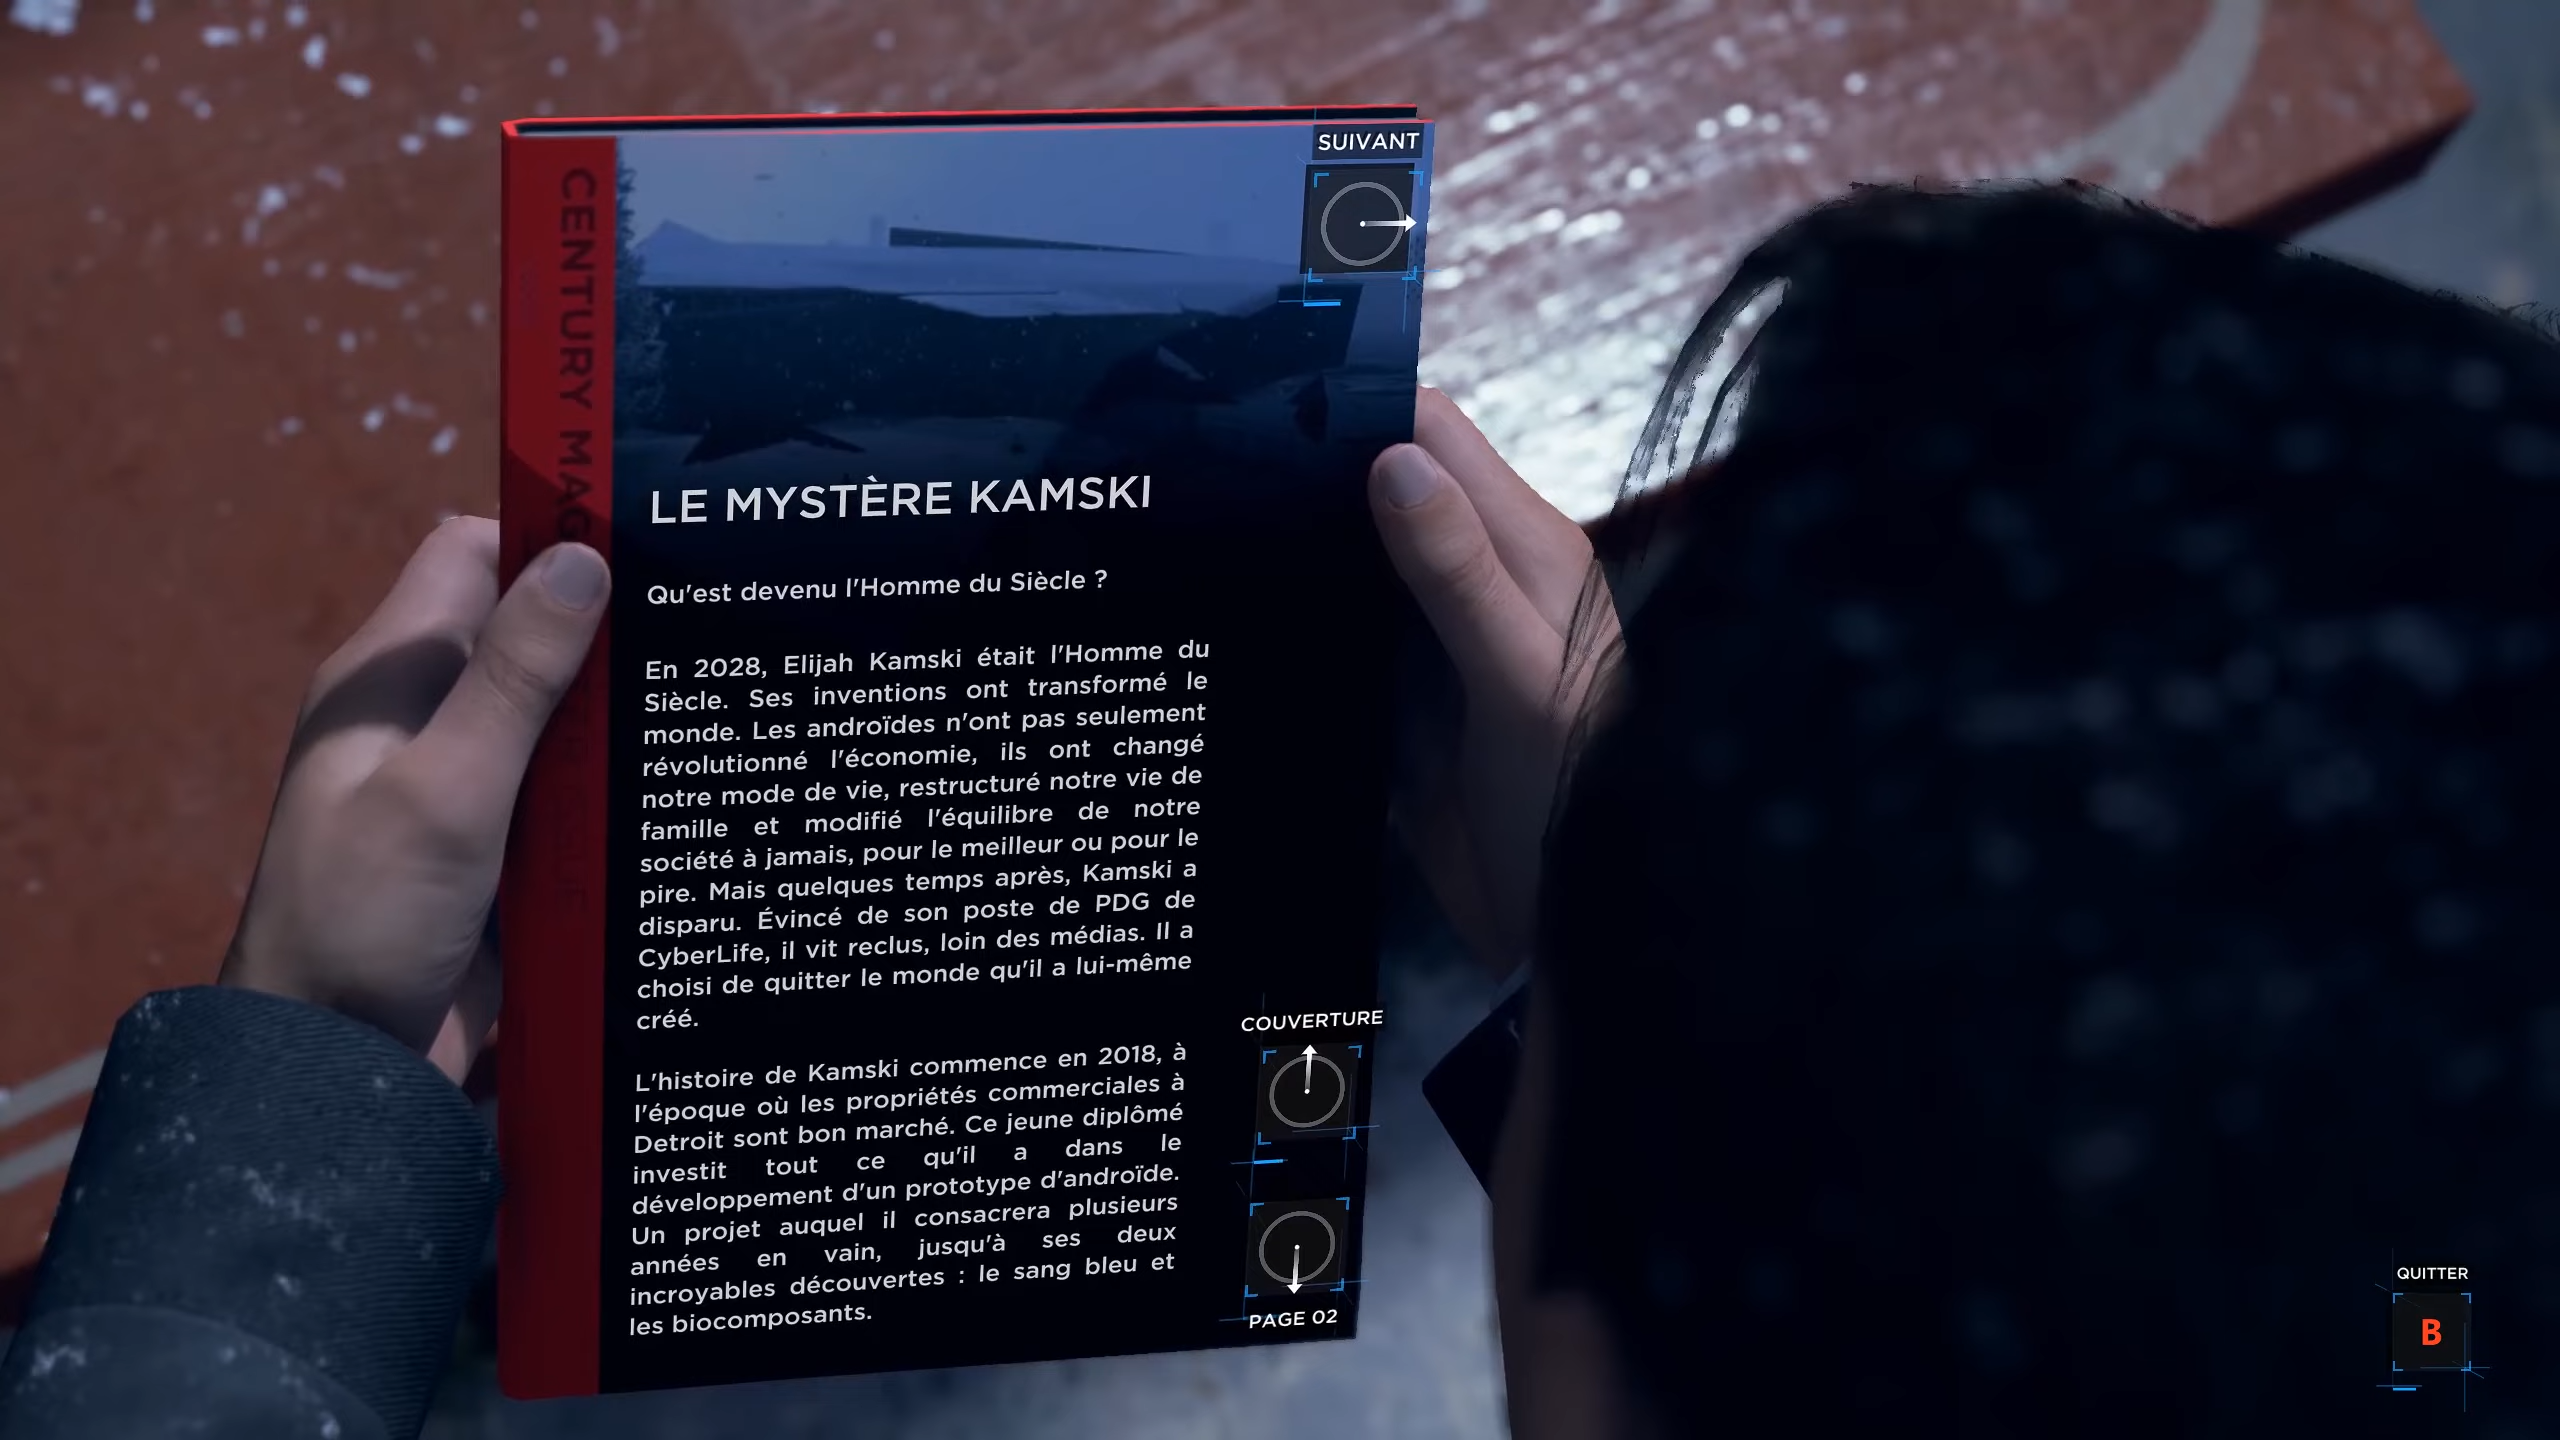 SUIVANT
CENTURY MAG
LE MYSTÈRE KAMSKI
Qu'est devenu l'Homme du Siècle ?
En 2028, Elijah Kamski était l'Homme du
Siècle. Ses inventions ont transformé le
monde. Les androïdes n'ont pas seulement
révolutionné l'économie, ils ont changé
notre mode de vie, restructuré notre vie de
famille et modifié l'équilibre de notre
société à jamais, pour le meilleur ou pour le
pire. Mais quelques temps après, Kamski a
disparu. Évincé de son poste de PDG de
CyberLife, il vit reclus, loin des médias. Il a
choisi de quitter le monde qu'il a lui-même
créé.
L'histoire de Kamski commence en 2018, à
l'époque où les propriétés commerciales à
Detroit sont bon marché. Ce jeune diplômé
investit tout ce qu'il a dans le
développement d'un prototype d'androïde.
Un projet auquel il consacrera plusieurs
années en vain, jusqu'à ses deux
incroyables découvertes : le sang bleu et
les biocomposants.
COUVERTURE
PAGE 02
QUITTER
B